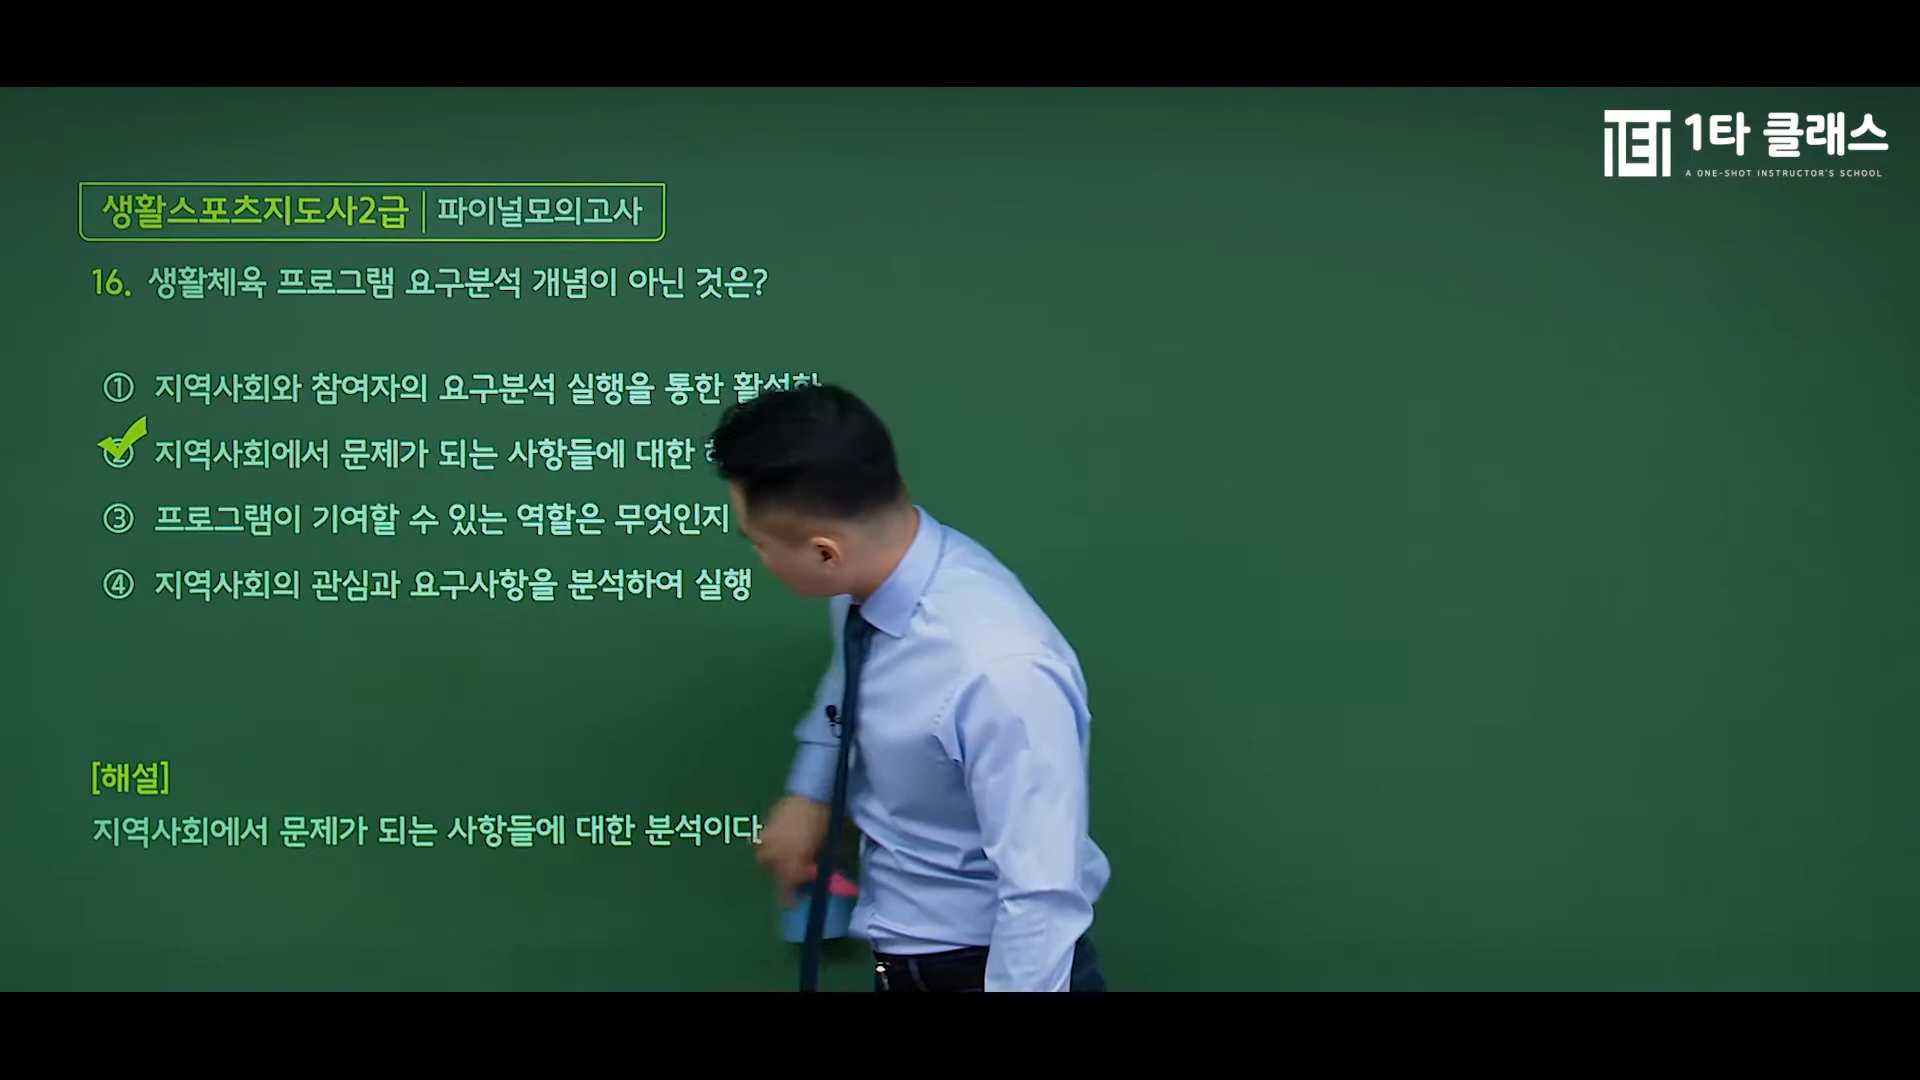 1타 클래스
A ONE-SHOT INSTRUCTOR'S SCHOOL
생활스포츠지도사2급 | 파이널모의고사
16. 생활체육 프로그램 요구분석 개념이 아닌 것은?
① 지역사회와 참여자의 요구분석 실행을 통한
② 지역사회에서 문제가 되는 사항들에 대한
③ 프로그램이 기여할 수 있는 역할은 무엇인지
④ 지역사회의 관심과 요구사항을 분석하여 실행
[해설]
지역사회에서 문제가 되는 사항들에 대한 분석이다